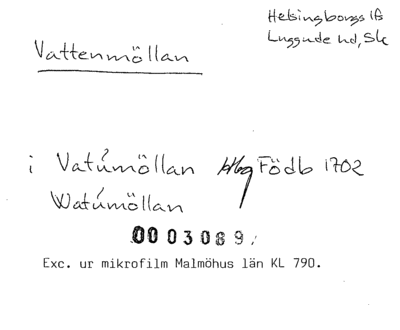 Helsingborgs lfs
Luggude hd, Sk
Vattenmöllan
i Vatúmöllan Hbg Födb 1702
Watúmöllan
0003089
Exc. ur mikrofilm Malmöhus län KL 790.